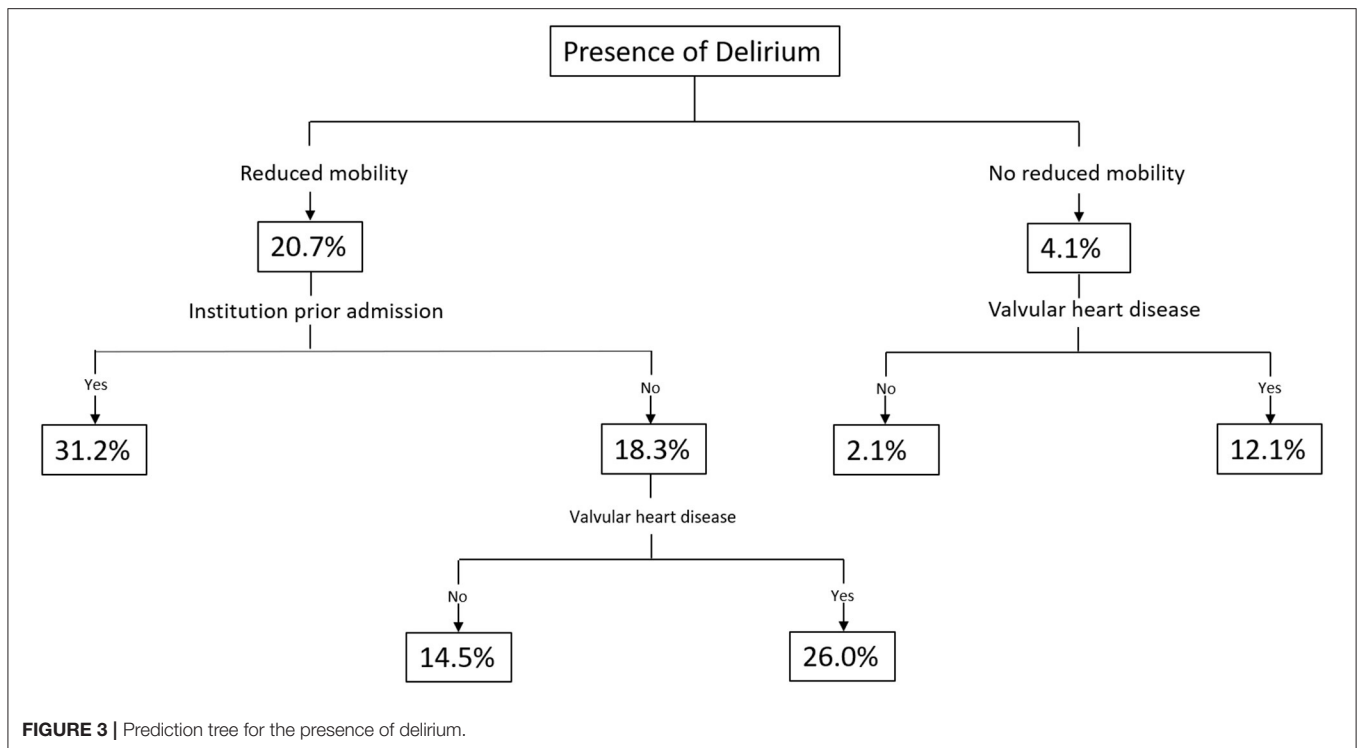 Presence of Delirium
Reduced mobility
No reduced mobility
20.7%
4.1%
Institution prior admission
Valvular heart disease
Yes
No
No
Yes
31.2%
18.3%
2.1%
12.1%
Valvular heart disease
No
Yes
14.5%
26.0%
FIGURE 3 | Prediction tree for the presence of delirium.